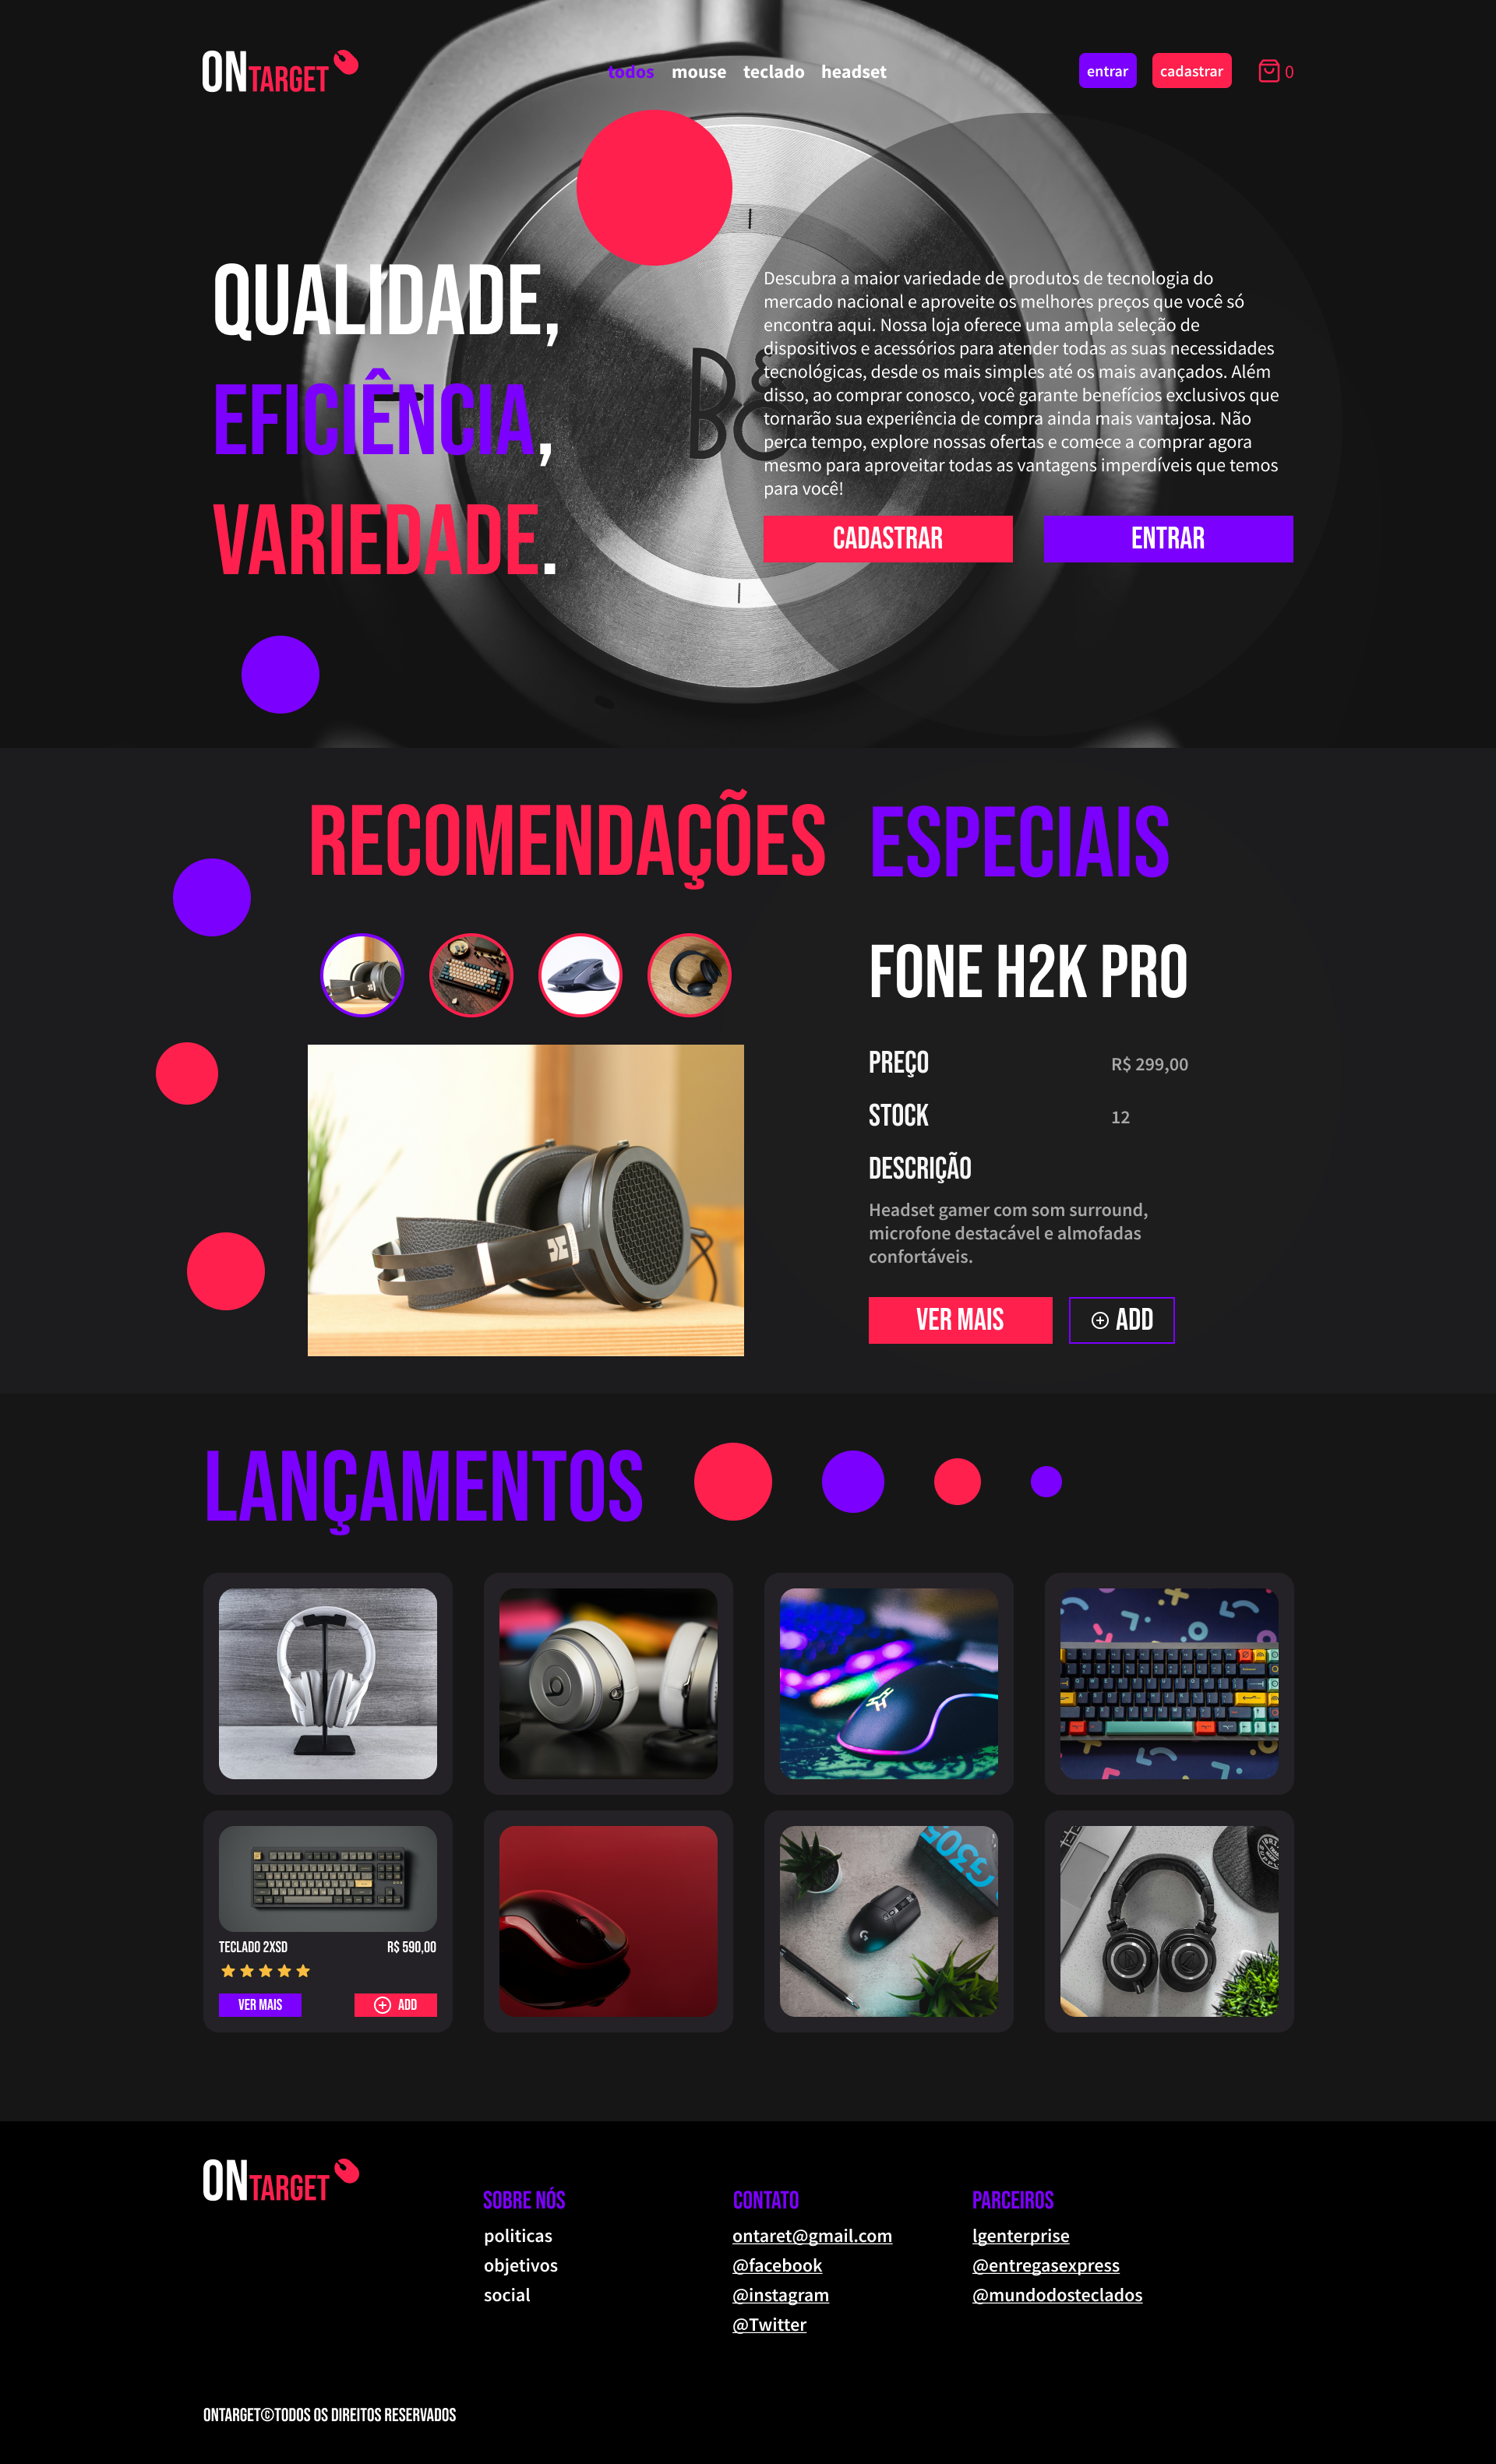 ONTARGET
todos mouse teclado headset
entrar cadastrar 0
QUALIDADE,
EFICIÊNCIA,
VARIEDADE.
Descubra a maior variedade de produtos de tecnologia do
mercado nacional e aproveite os melhores preços que você só
encontra aqui. Nossa loja oferece uma ampla seleção de
dispositivos e acessórios para atender todas as suas necessidades
tecnológicas, desde os mais simples até os mais avançados. Além
disso, ao comprar conosco, você garante benefícios exclusivos que
tornarão sua experiência de compra ainda mais vantajosa. Não
perca tempo, explore nossas ofertas e comece a comprar agora
mesmo para aproveitar todas as vantagens imperdíveis que temos
para você!
B&O
CADASTRAR ENTRAR
RECOMENDAÇÕES ESPECIAIS
FONE H2K PRO
PREÇO R$ 299,00
STOCK 12
DESCRIÇÃO
Headset gamer com som surround,
microfone destacável e almofadas
confortáveis.
VER MAIS ADD
LANÇAMENTOS
G305
TECLADO 2XSD R$ 590,00
VER MAIS ADD
ONTARGET
SOBRE NÓS
politicas
objetivos
social
CONTATO
ontaret@gmail.com
@facebook
@instagram
@Twitter
PARCEIROS
lgenterprise
@entregasexpress
@mundodosteclados
ONTARGET©TODOS OS DIREITOS RESERVADOS